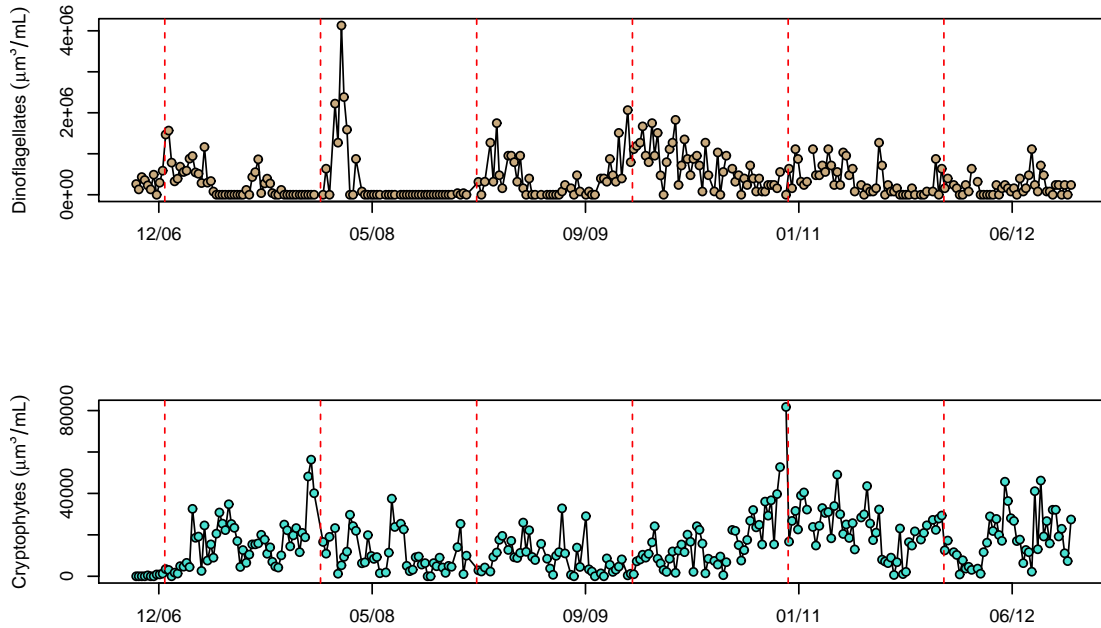 Dinoflagellates (μm³/mL)
4e+06
2e+06
0e+00
12/06 05/08 09/09 01/11 06/12
Cryptophytes (μm³/mL)
80000
40000
0
12/06 05/08 09/09 01/11 06/12